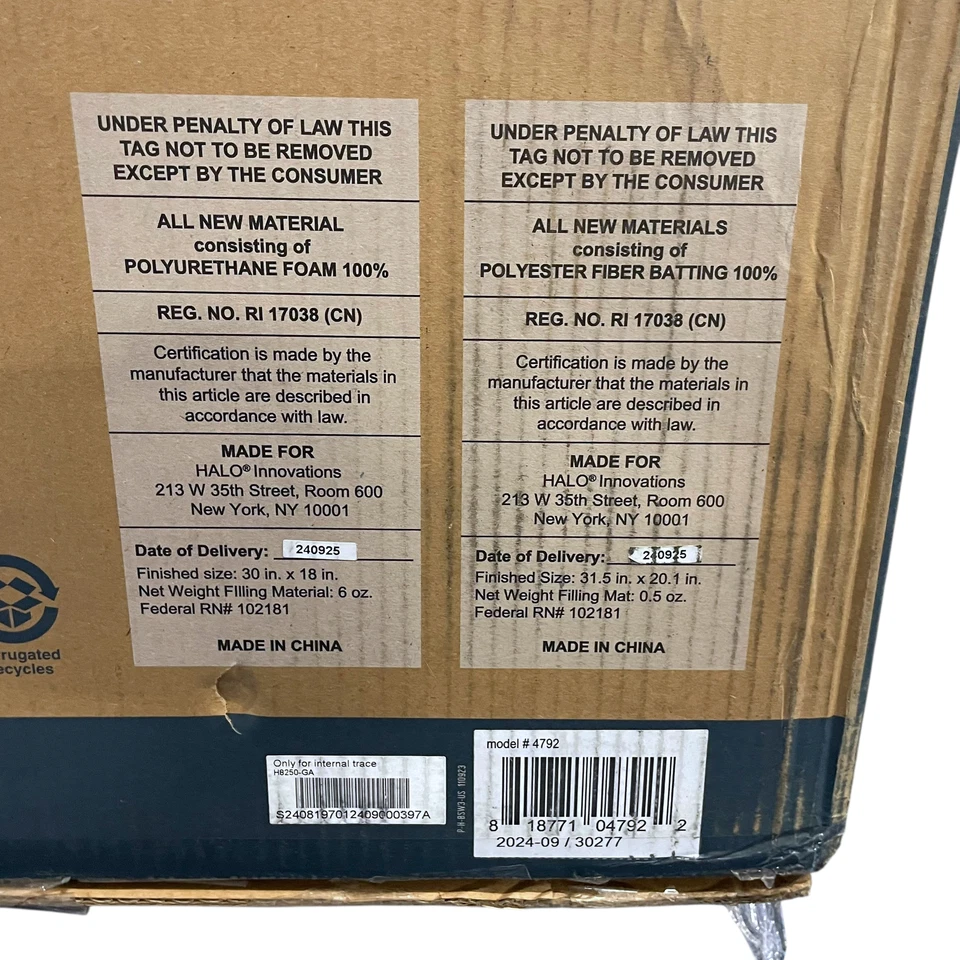 UNDER PENALTY OF LAW THIS
TAG NOT TO BE REMOVED
EXCEPT BY THE CONSUMER
ALL NEW MATERIAL
consisting of
POLYURETHANE FOAM 100%
REG. NO. RI 17038 (CN)
Certification is made by the
manufacturer that the materials in
this article are described in
accordance with law.
MADE FOR
HALO® Innovations
213 W 35th Street, Room 600
New York, NY 10001
Date of Delivery: 240925
Finished size: 30 in. x 18 in.
Net Weight FIlling Material: 6 oz.
Federal RN# 102181
MADE IN CHINA
UNDER PENALTY OF LAW THIS
TAG NOT TO BE REMOVED
EXCEPT BY THE CONSUMER
ALL NEW MATERIALS
consisting of
POLYESTER FIBER BATTING 100%
REG. NO. RI 17038 (CN)
Certification is made by the
manufacturer that the materials in
this article are described in
accordance with law.
MADE FOR
HALO® Innovations
213 W 35th Street, Room 600
New York, NY 10001
Date of Delivery: 240925
Finished Size: 31.5 in. x 20.1 in.
Net Weight Filling Mat: 0.5 oz.
Federal RN# 102181
MADE IN CHINA
rugated
ecycles
Only for internal trace
H8250-GA
S2408197012409000397A
P-H-BSW3-US 110923
model # 4792
8 18771 04792 2
2024-09 / 30277